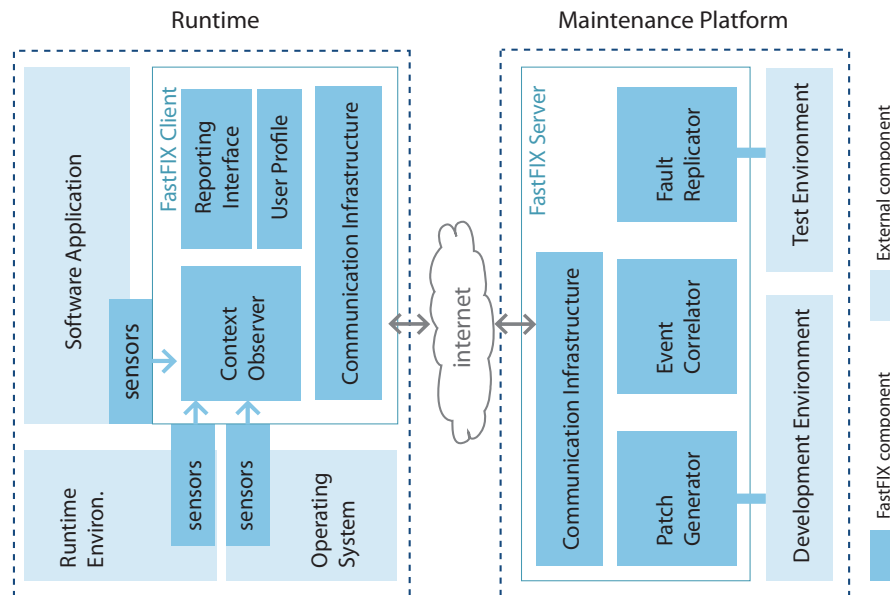 Runtime
Maintenance Platform
Software Application
sensors
FastFIX Client
Reporting
Interface
User Profile
Context
Observer
Communication Infrastructure
Runtime
Environ.
sensors
sensors
Operating
System
internet
FastFIX Server
Communication Infrastructure
Fault
Replicator
Event
Correlator
Patch
Generator
Test Environment
Development Environment
External component
FastFIX component